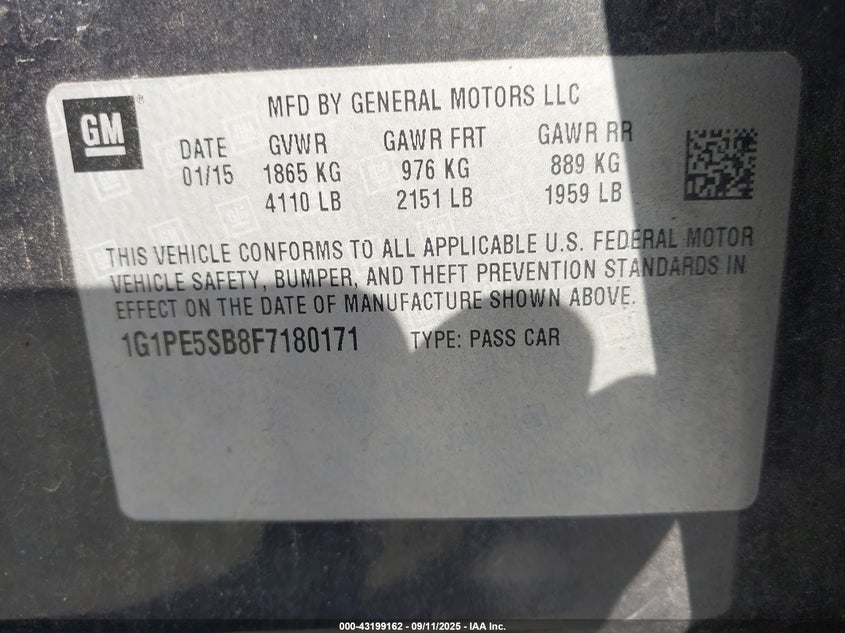 GM
MFD BY GENERAL MOTORS LLC
DATE GVWR GAWR FRT GAWR RR
01/15 1865 KG 976 KG 889 KG
4110 LB 2151 LB 1959 LB
THIS VEHICLE CONFORMS TO ALL APPLICABLE U.S. FEDERAL MOTOR
VEHICLE SAFETY, BUMPER, AND THEFT PREVENTION STANDARDS IN
EFFECT ON THE DATE OF MANUFACTURE SHOWN ABOVE.
1G1PE5SB8F7180171 TYPE: PASS CAR
000-43199162 - 09/11/2025 - IAA Inc.